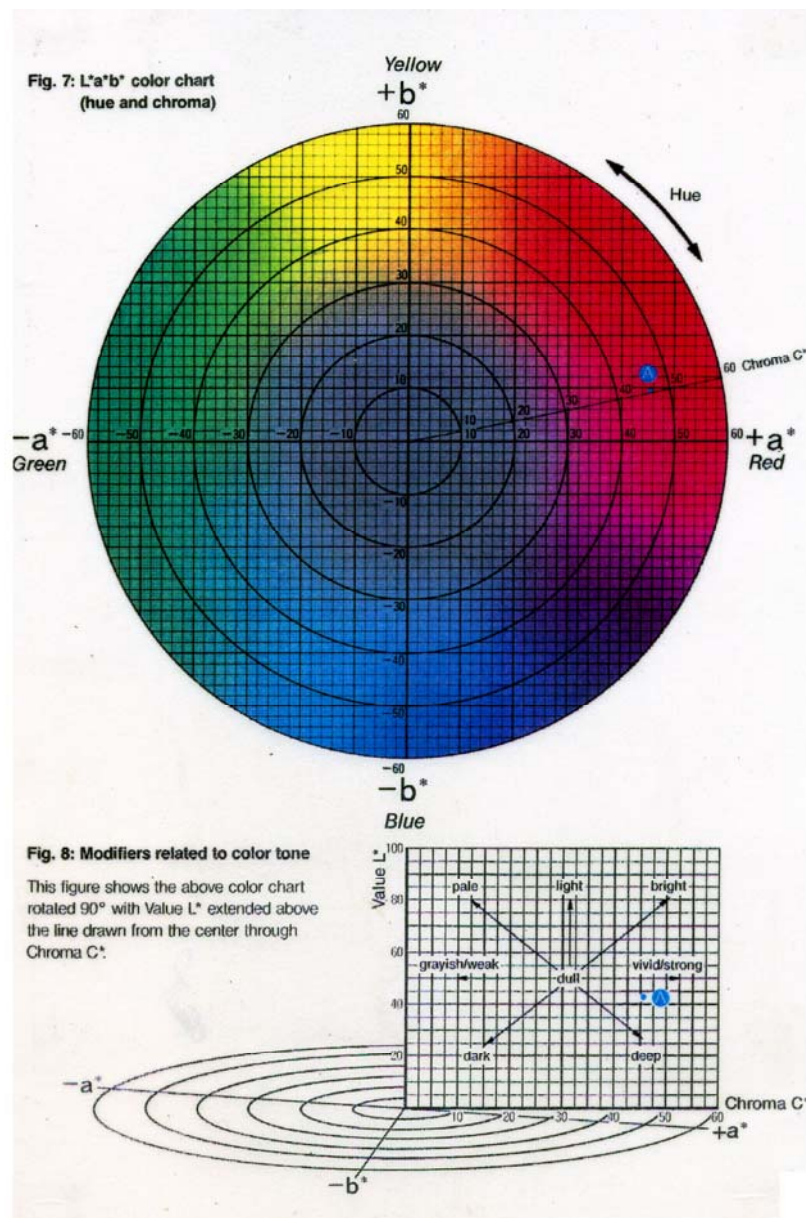 Fig. 7: L*a*b* color chart
(hue and chroma)
Yellow
+b*
60
50
40
30
20
10
Hue
A
60 Chroma C*
50
40
30
20
10
-a* -60 -50 -40 -30 -20 -10
10 20 30 40 50 60 +a*
Green
Red
-10
-20
-30
-40
-50
-60
-b*
Blue
Fig. 8: Modifiers related to color tone
This figure shows the above color chart
rotated 90° with Value L* extended above
the line drawn from the center through
Chroma C*.
Value L*
100
80
60
40
20
pale light bright
grayish/weak dull vivid/strong
A
dark deep
10 20 30 40 50 60 Chroma C*
-a*
+a*
-b*